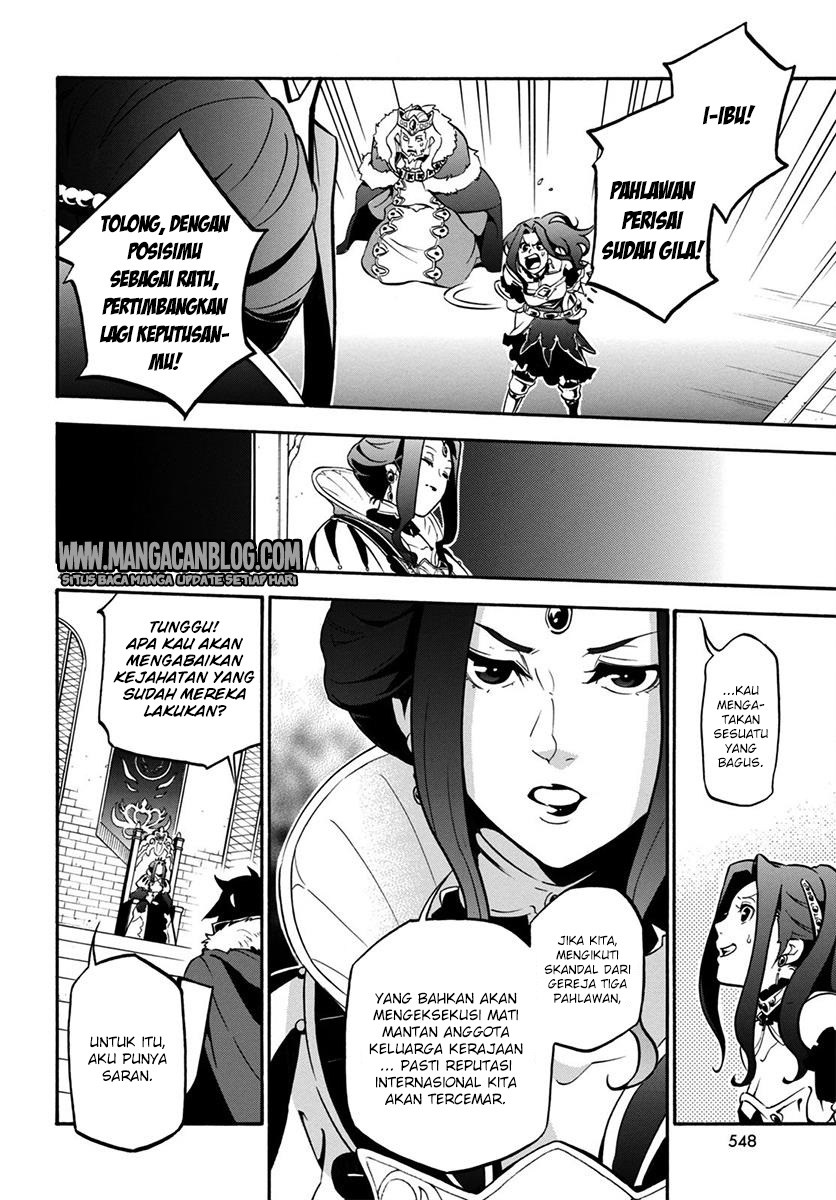 I-IBU!
PAHLAWAN
PERISAI
SUDAH GILA!
TOLONG, DENGAN
POSISIMU
SEBAGAI RATU,
PERTIMBANGKAN
LAGI KEPUTUSAN-
MU!
WWW.MANGACANBLOG.COM
SITUS BACA MANGA UPDATE SETIAP HARI
...KAU
MENGA-
TAKAN
SESUATU
YANG
BAGUS.
JIKA KITA,
MENGIKUTI
SKANDAL DARI
GEREJA TIGA
PAHLAWAN,
YANG BAHKAN AKAN
MENGEKSEKUSI MATI
MANTAN ANGGOTA
KELUARGA KERAJAAN
... PASTI REPUTASI
INTERNASIONAL KITA
AKAN TERCEMAR.
TUNGGU!
APA KAU AKAN
MENGABAIKAN
KEJAHATAN YANG
SUDAH MEREKA
LAKUKAN?
UNTUK ITU,
AKU PUNYA
SARAN.
548